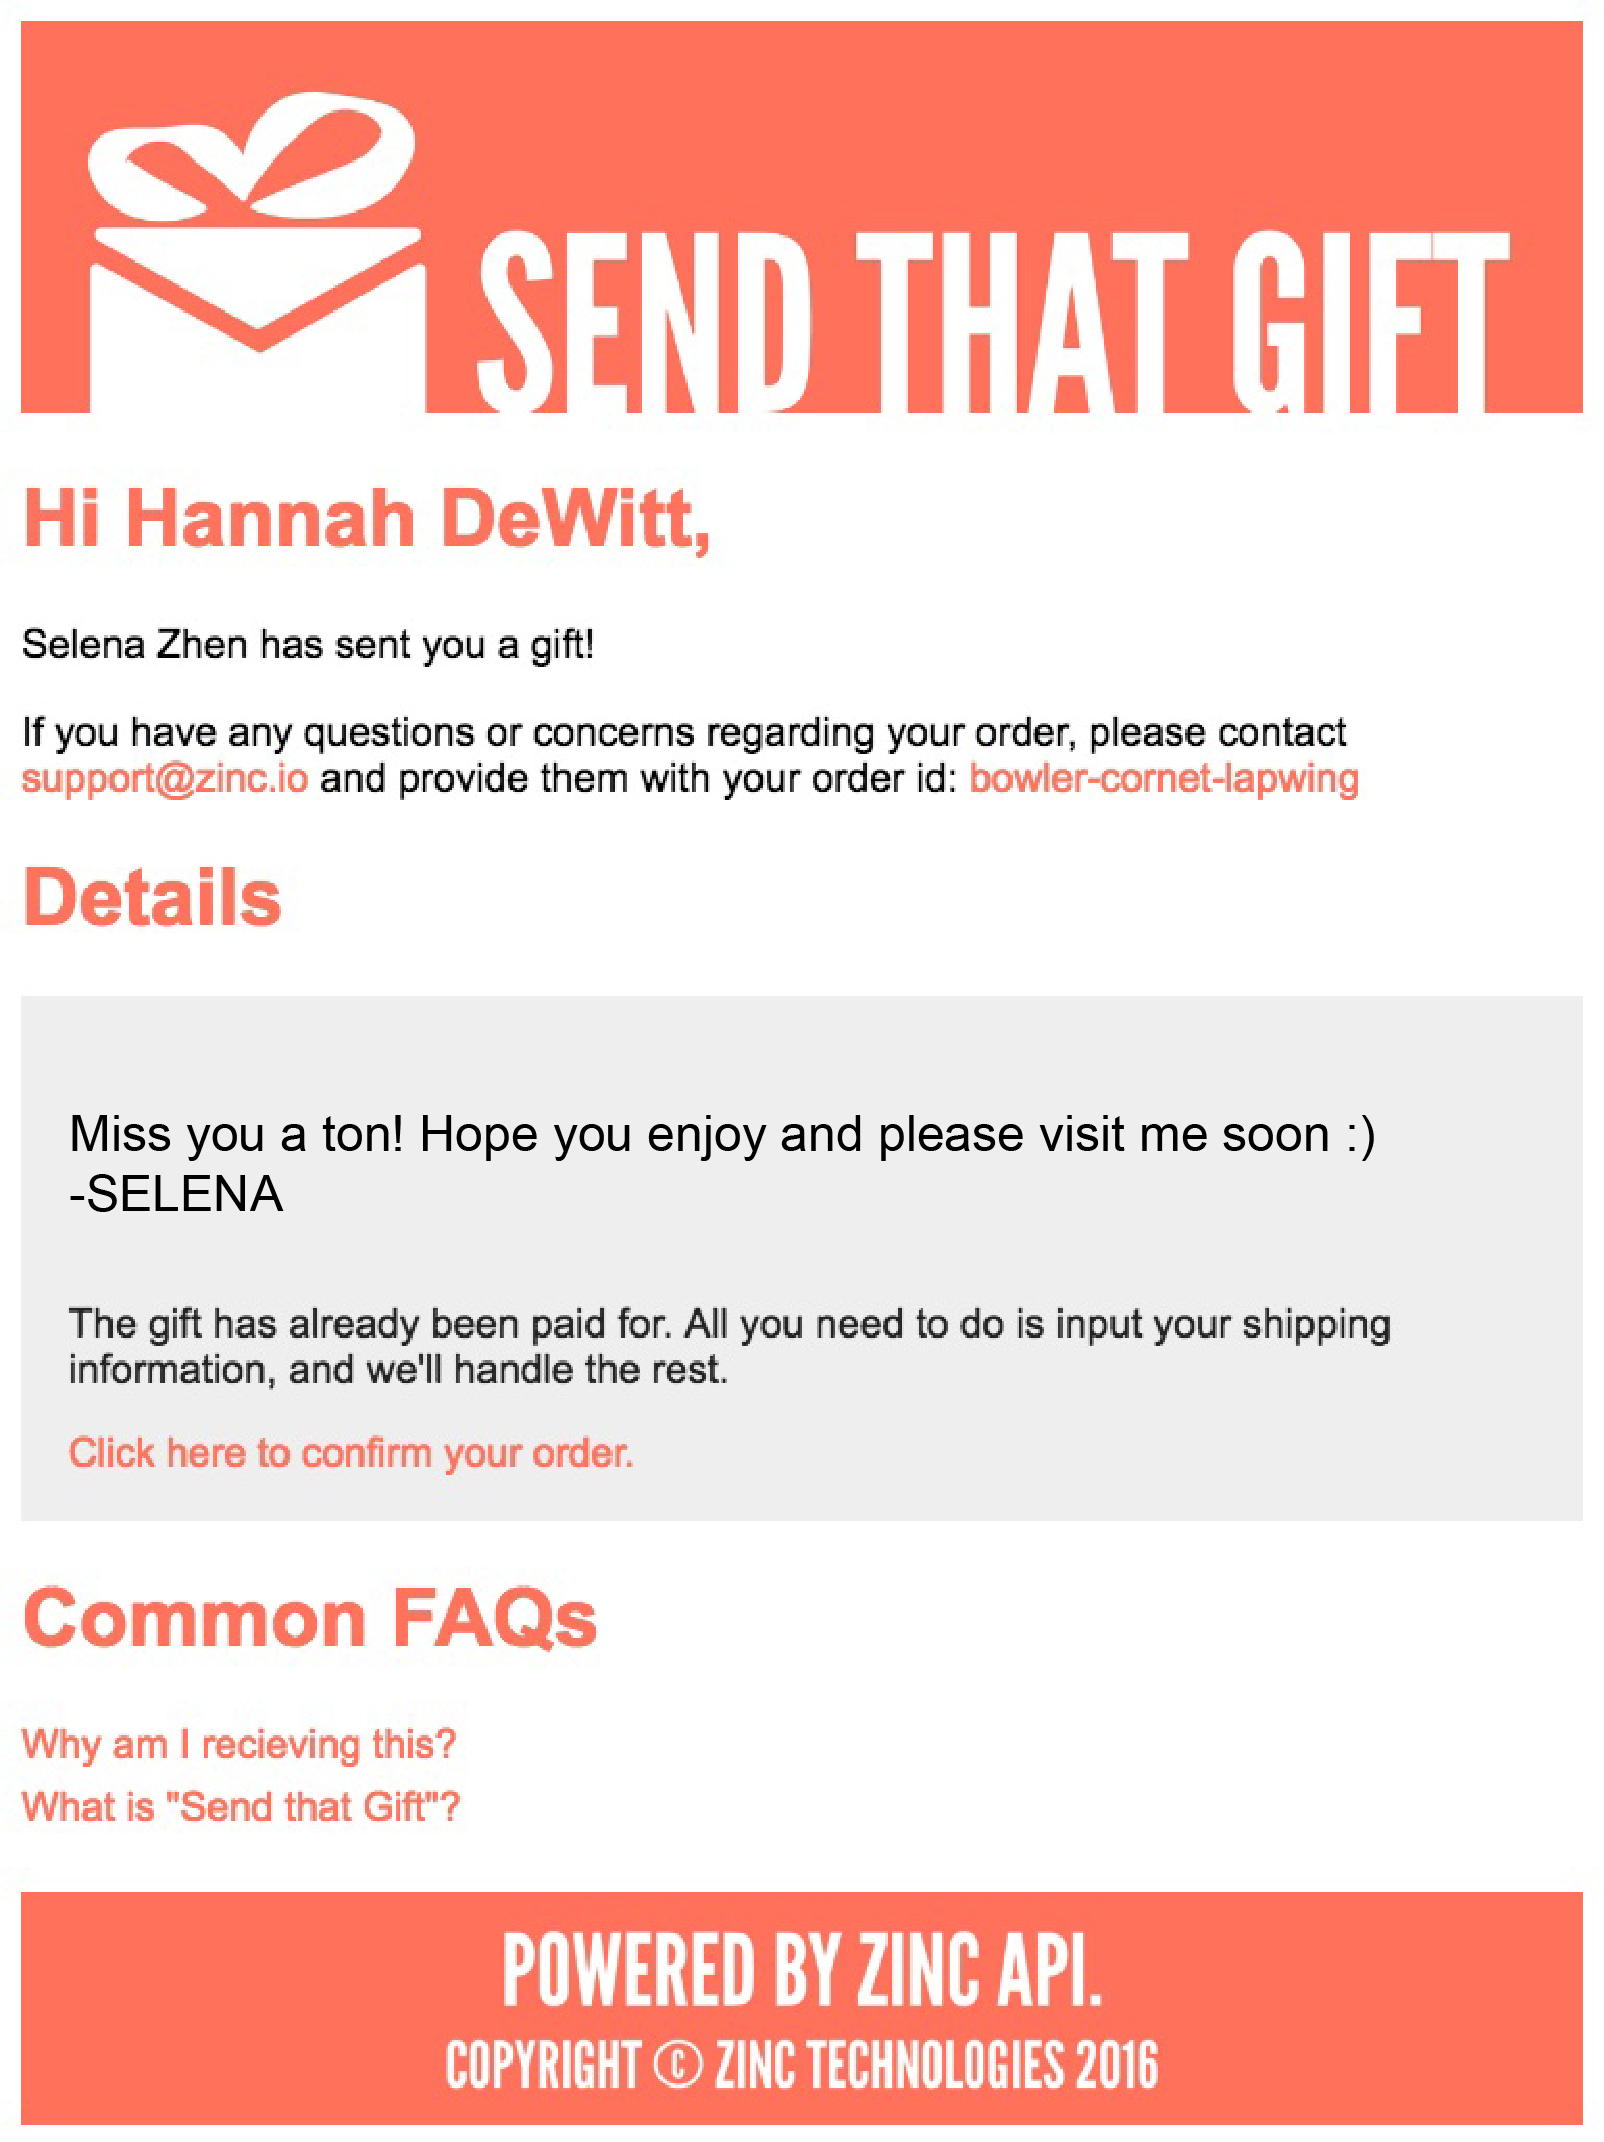 SEND THAT GIFT
Hi Hannah DeWitt,
Selena Zhen has sent you a gift!
If you have any questions or concerns regarding your order, please contact
support@zinc.io and provide them with your order id: bowler-cornet-lapwing
Details
Miss you a ton! Hope you enjoy and please visit me soon :)
-SELENA
The gift has already been paid for. All you need to do is input your shipping
information, and we'll handle the rest.
Click here to confirm your order.
Common FAQs
Why am I recieving this?
What is "Send that Gift"?
POWERED BY ZINC API.
COPYRIGHT © ZINC TECHNOLOGIES 2016